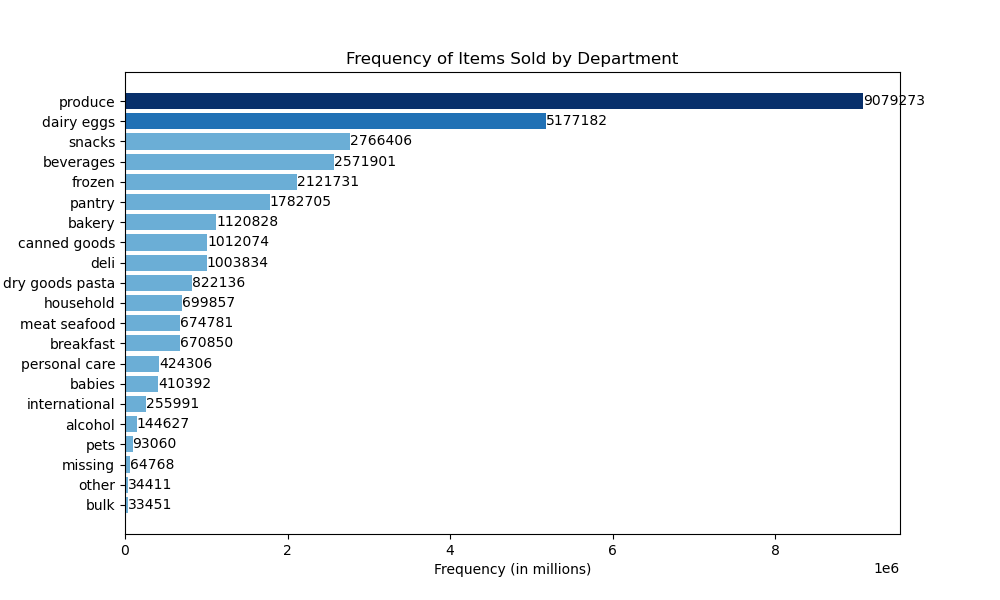 Frequency of Items Sold by Department
produce 9079273
dairy eggs 5177182
snacks 2766406
beverages 2571901
frozen 2121731
pantry 1782705
bakery 1120828
canned goods 1012074
deli 1003834
dry goods pasta 822136
household 699857
meat seafood 674781
breakfast 670850
personal care 424306
babies 410392
international 255991
alcohol 144627
pets 93060
missing 64768
other 34411
bulk 33451
0 2 4 6 8
1e6
Frequency (in millions)